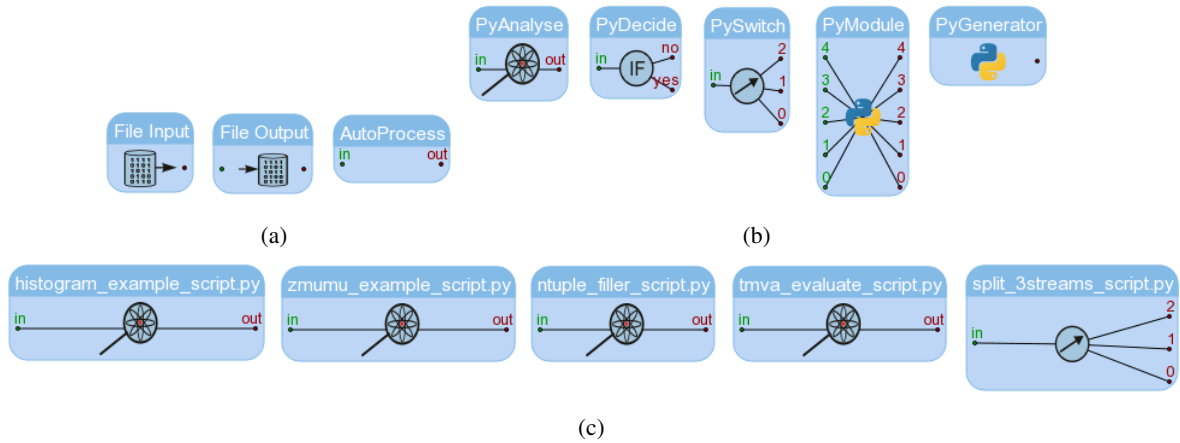 PyAnalyse
in
out
PyDecide
in
IF
no
yes
PySwitch
in
2
1
0
PyModule
4
3
2
1
0
4
3
2
1
0
PyGenerator
File Input
File Output
AutoProcess
in
out
(a)
(b)
histogram_example_script.py
in
out
zmumu_example_script.py
in
out
ntuple_filler_script.py
in
out
tmva_evaluate_script.py
in
out
split_3streams_script.py
in
2
1
0
(c)